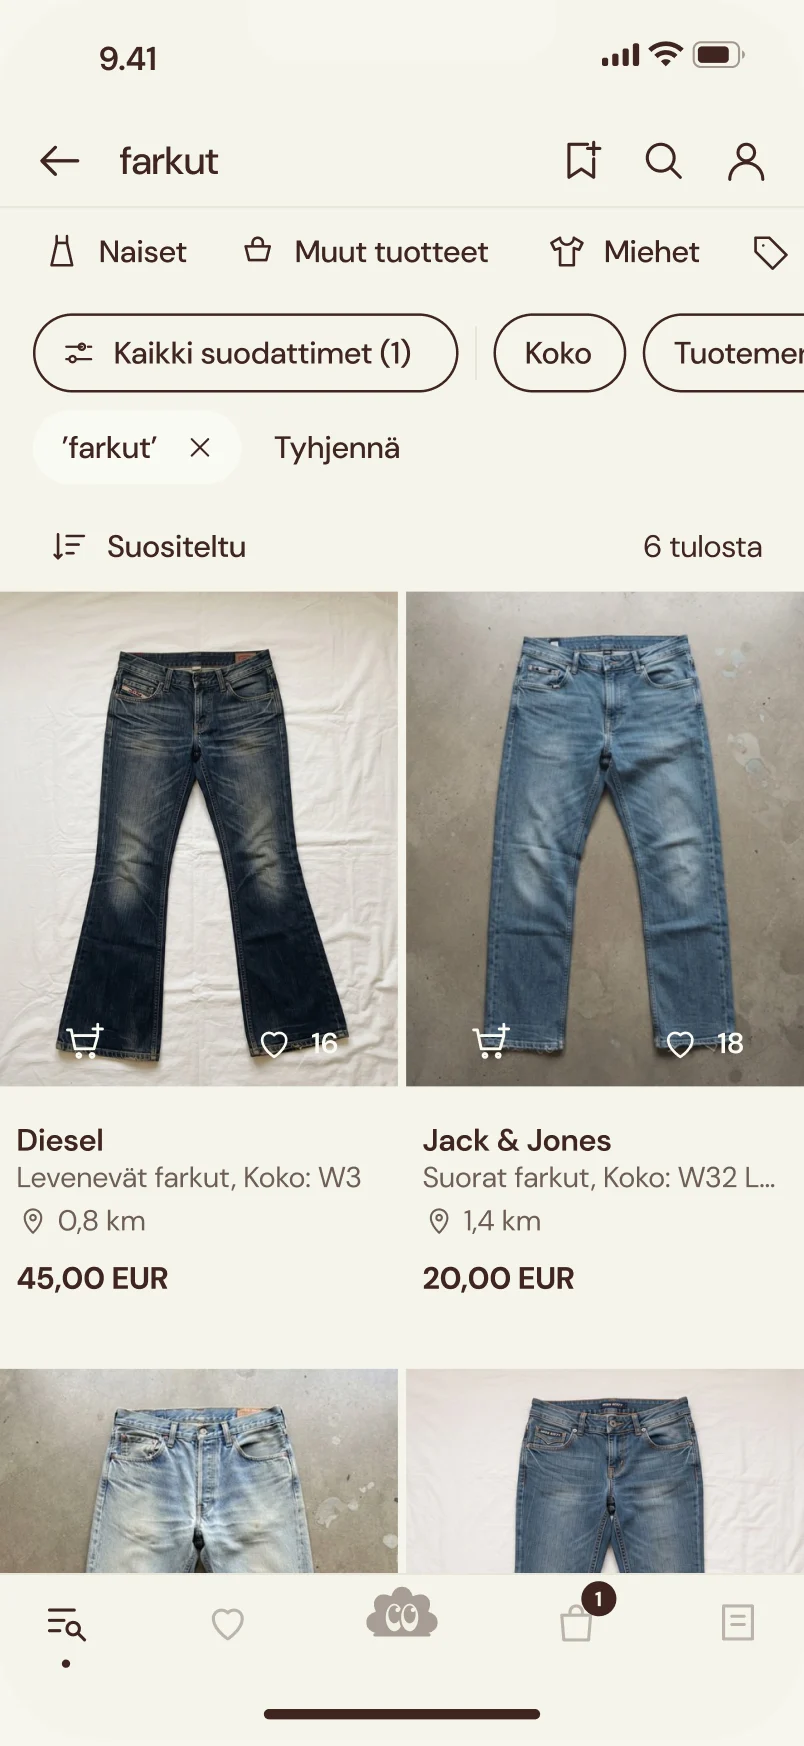 9.41
farkut
Naiset
Muut tuotteet
Miehet
Kaikki suodattimet (1)
Koko
Tuotemer
’farkut’
Tyhjennä
Suositeltu
6 tulosta
16
18
Diesel
Levenevät farkut, Koko: W3
0,8 km
45,00 EUR
Jack & Jones
Suorat farkut, Koko: W32 L...
1,4 km
20,00 EUR
1